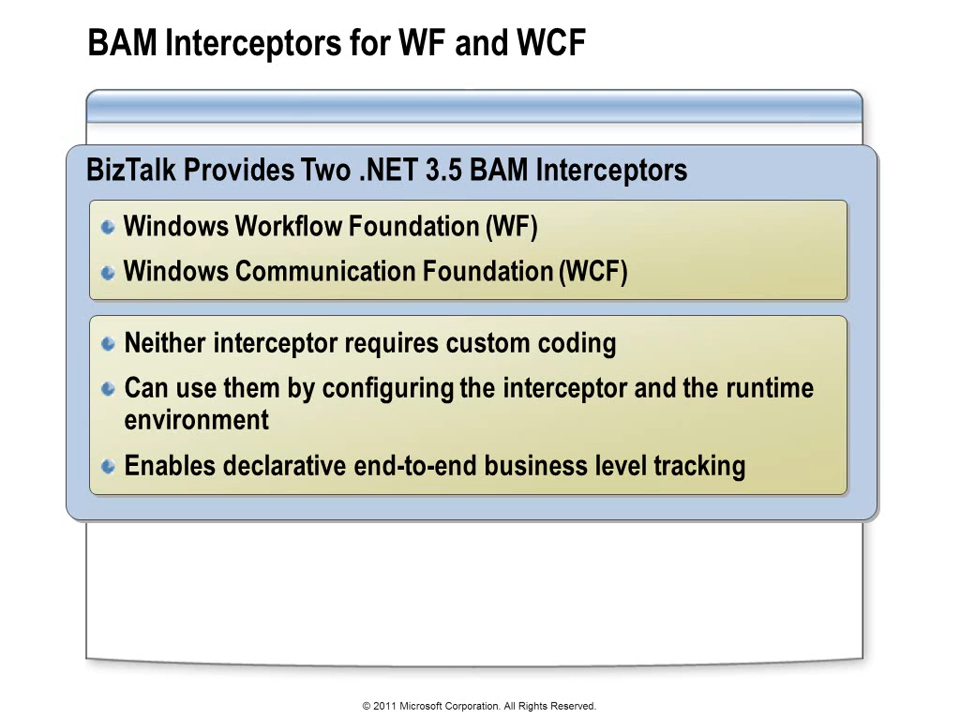 BAM Interceptors for WF and WCF
BizTalk Provides Two .NET 3.5 BAM Interceptors
Windows Workflow Foundation (WF)
Windows Communication Foundation (WCF)
Neither interceptor requires custom coding
Can use them by configuring the interceptor and the runtime
environment
Enables declarative end-to-end business level tracking
© 2011 Microsoft Corporation. All Rights Reserved.